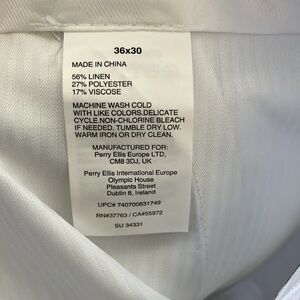 36x30
MADE IN CHINA
56% LINEN
27% POLYESTER
17% VISCOSE
MACHINE WASH COLD
WITH LIKE COLORS.DELICATE
CYCLE.NON-CHLORINE BLEACH
IF NEEDED. TUMBLE DRY LOW.
WARM IRON OR DRY CLEAN.
MANUFACTURED FOR:
Perry Ellis Europe LTD,
CM8 3DJ, UK
Perry Ellis International Europe
Olympic House
Pleasants Street
Dublin 8, Ireland
UPC# 740700831749
RN#37763 / CA#55972
SU 34331